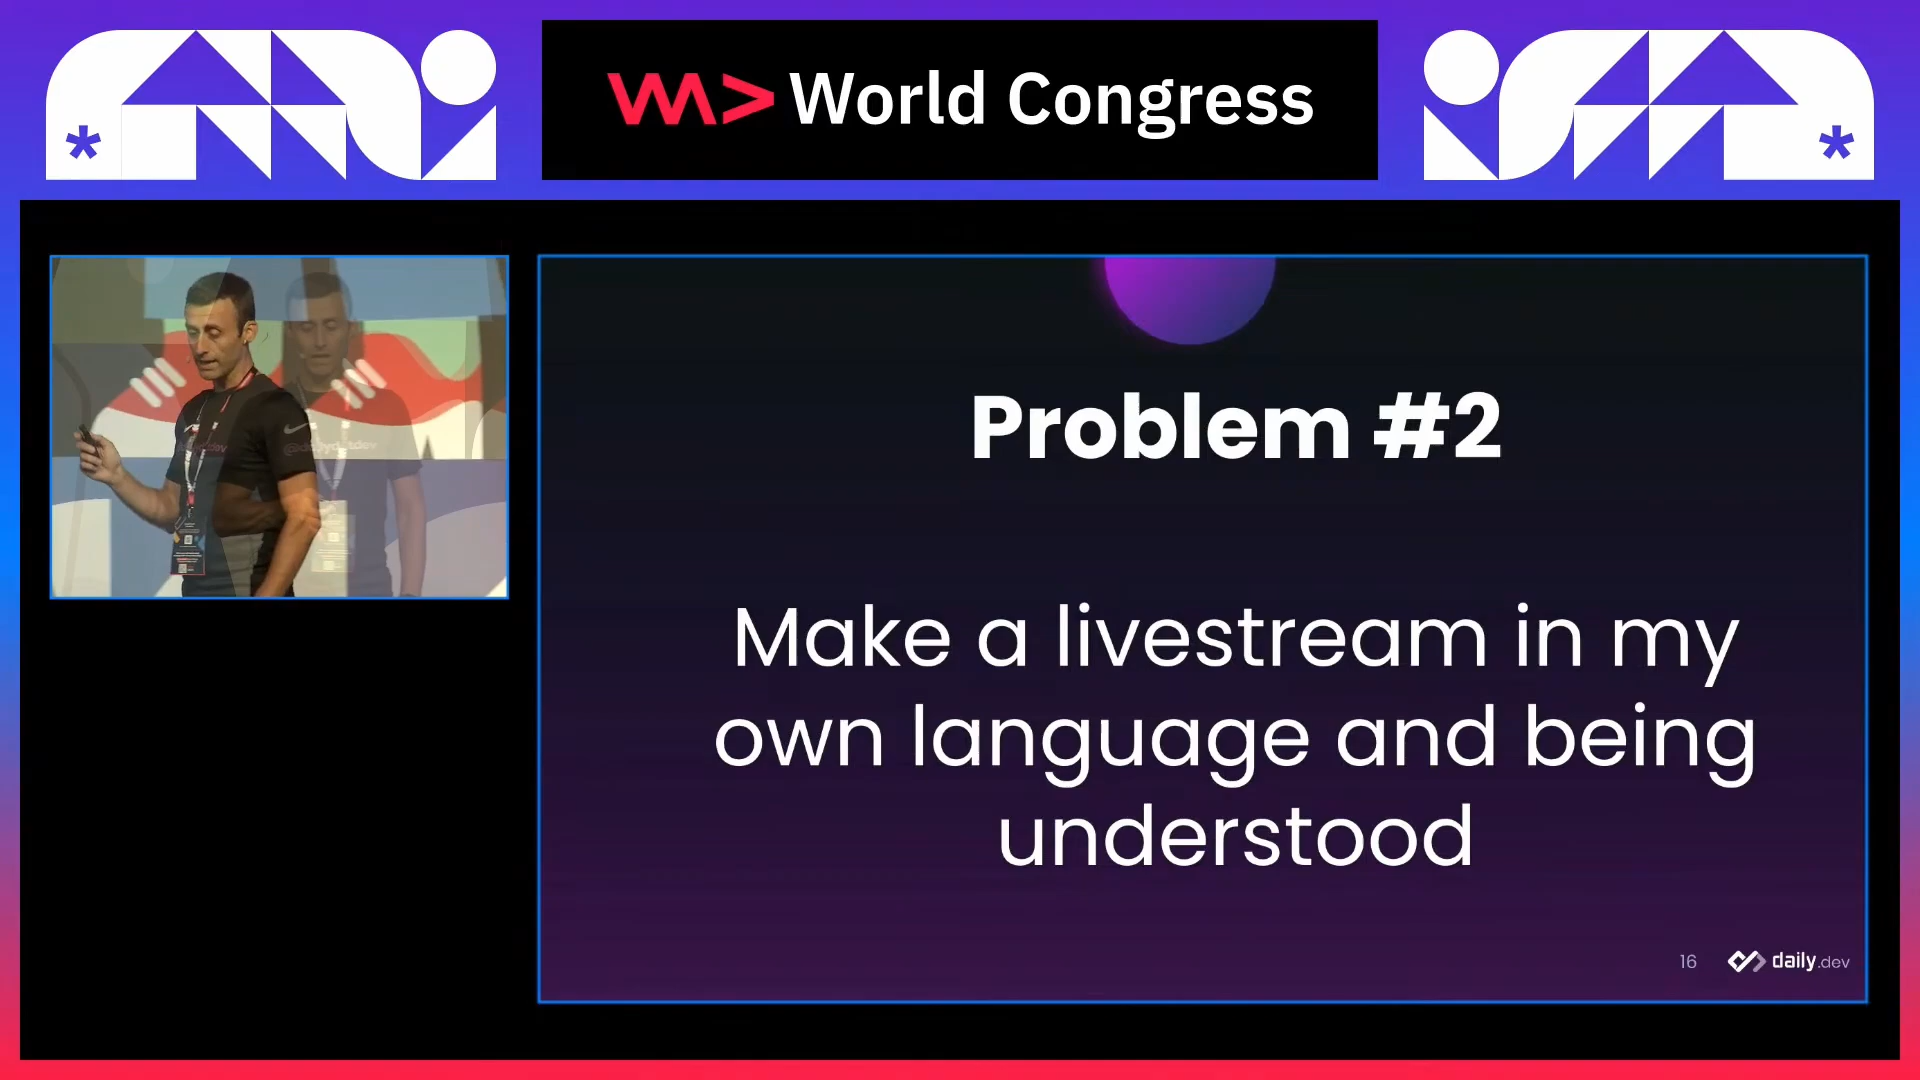 World Congress
Problem #2
Make a livestream in my
own language and being
understood
16 daily.dev